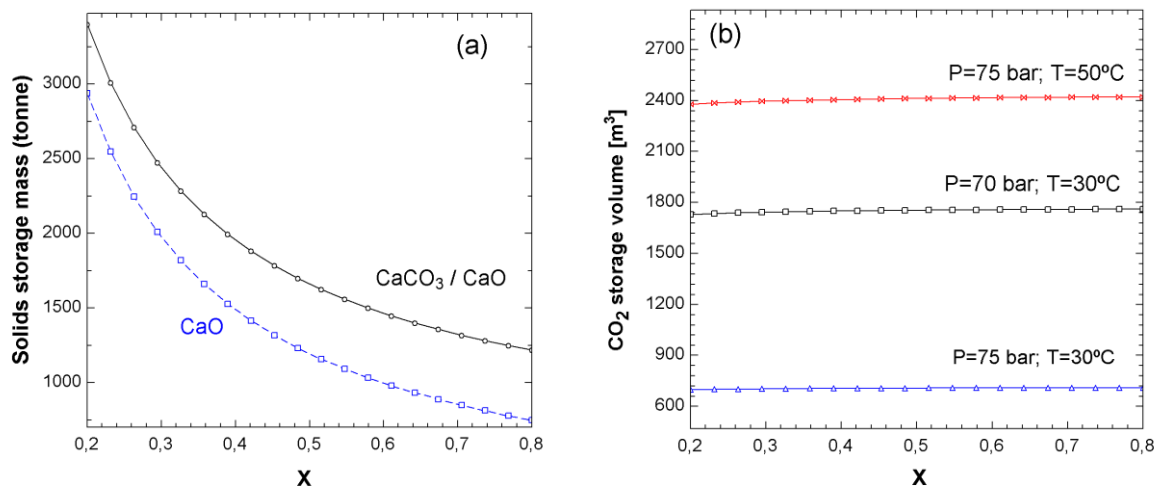 (a)
Solids storage mass (tonne)
3000
2500
2000
1500
1000
CaCO₃ / CaO
CaO
0,2 0,3 0,4 0,5 0,6 0,7 0,8
X
(b)
CO₂ storage volume [m³]
2700
2400
2100
1800
1500
1200
900
600
P=75 bar; T=50ºC
P=70 bar; T=30ºC
P=75 bar; T=30ºC
0,2 0,3 0,4 0,5 0,6 0,7 0,8
X